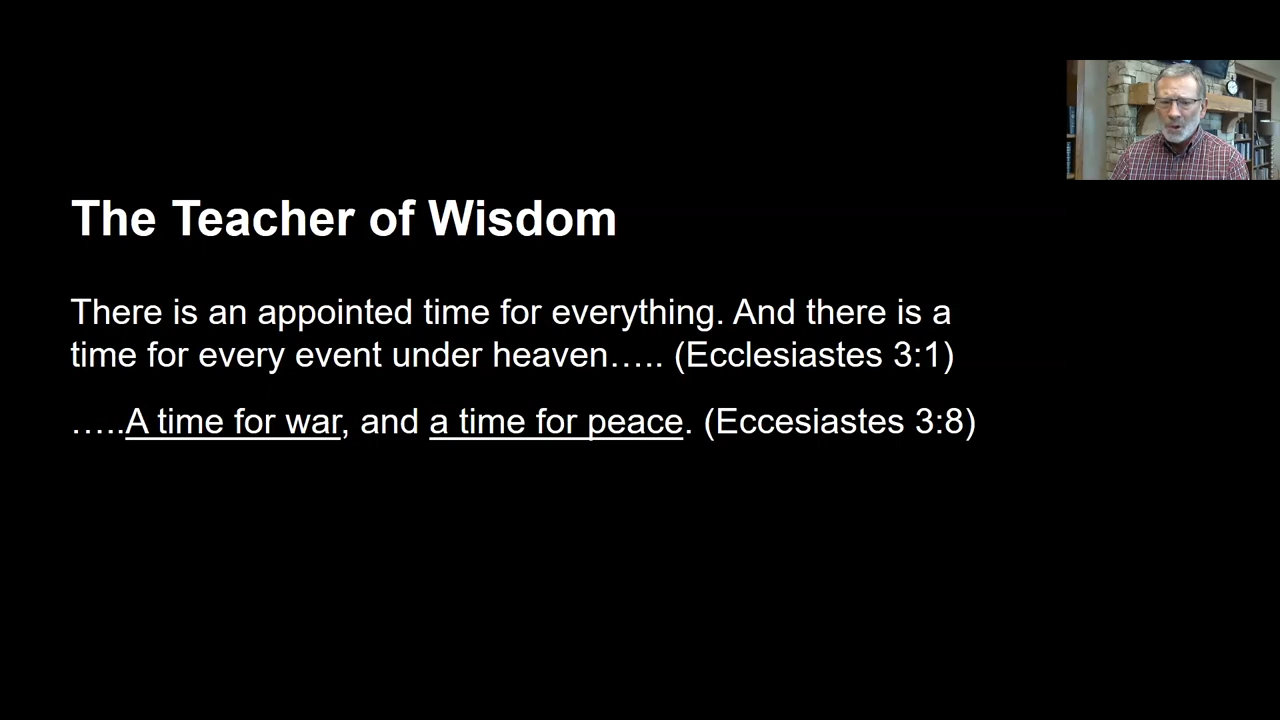 The Teacher of Wisdom
There is an appointed time for everything. And there is a
time for every event under heaven….. (Ecclesiastes 3:1)
…..A time for war, and a time for peace. (Eccesiastes 3:8)